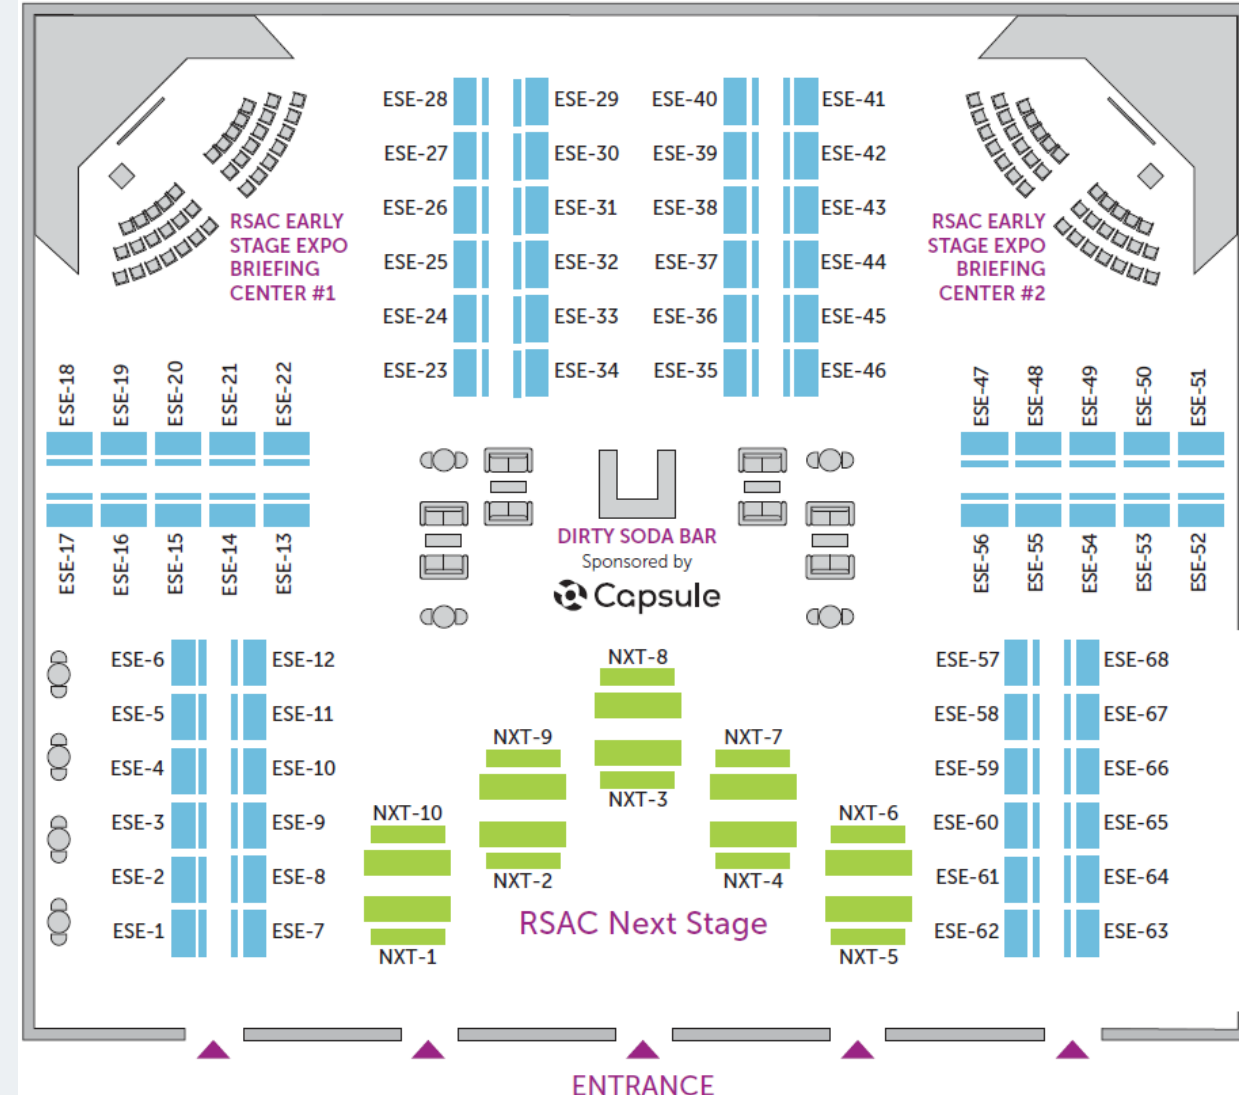 ESE-28
ESE-29
ESE-40
ESE-41
ESE-27
ESE-30
ESE-39
ESE-42
ESE-26
ESE-31
ESE-38
ESE-43
RSAC EARLY
STAGE EXPO
BRIEFING
CENTER #1
RSAC EARLY
STAGE EXPO
BRIEFING
CENTER #2
ESE-25
ESE-32
ESE-37
ESE-44
ESE-24
ESE-33
ESE-36
ESE-45
ESE-23
ESE-34
ESE-35
ESE-46
ESE-18
ESE-19
ESE-20
ESE-21
ESE-22
ESE-47
ESE-48
ESE-49
ESE-50
ESE-51
ESE-17
ESE-16
ESE-15
ESE-14
ESE-13
DIRTY SODA BAR
Sponsored by
Capsule
ESE-56
ESE-55
ESE-54
ESE-53
ESE-52
ESE-6
ESE-12
NXT-8
ESE-57
ESE-68
ESE-5
ESE-11
NXT-9
NXT-7
ESE-58
ESE-67
ESE-4
ESE-10
ESE-59
ESE-66
NXT-3
ESE-3
ESE-9
NXT-10
NXT-6
ESE-60
ESE-65
ESE-2
ESE-8
NXT-2
NXT-4
ESE-61
ESE-64
ESE-1
ESE-7
RSAC Next Stage
ESE-62
ESE-63
NXT-1
NXT-5
ENTRANCE